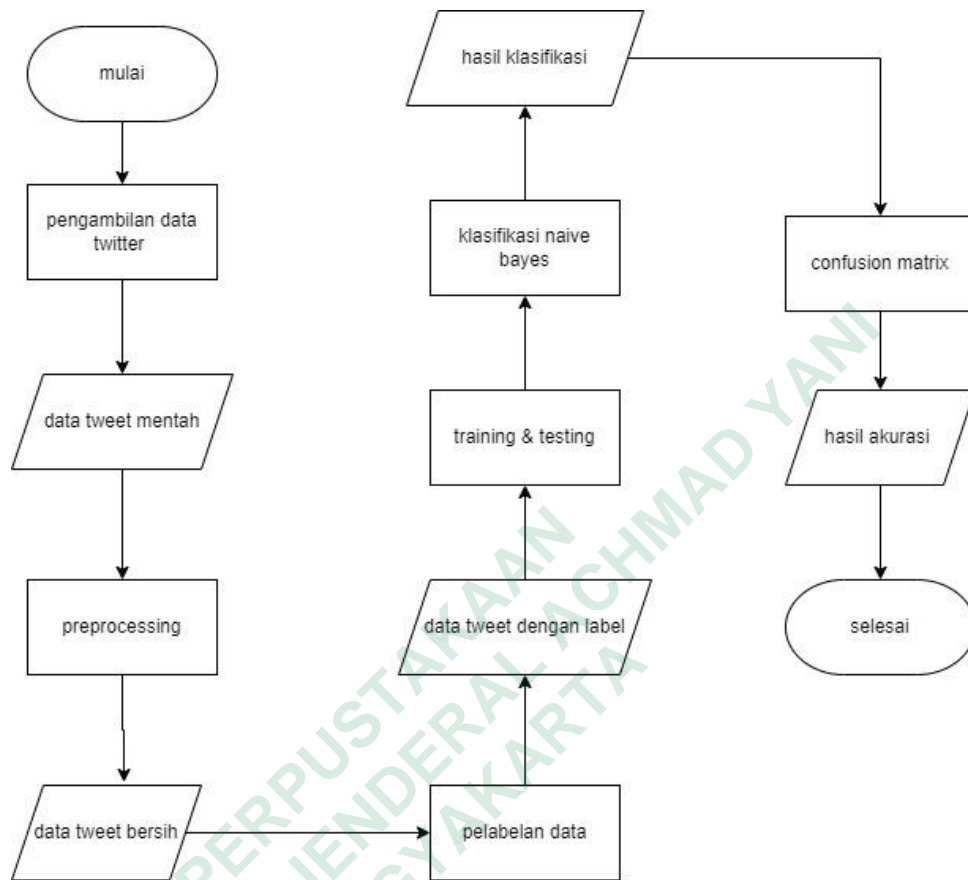 mulai
pengambilan data
twitter
data tweet mentah
preprocessing
data tweet bersih
pelabelan data
data tweet dengan label
training & testing
klasifikasi naive
bayes
hasil klasifikasi
confusion matrix
hasil akurasi
selesai
PERPUSTAKAAN
JENDERAL ACHMAD YANI
GYAKARTA